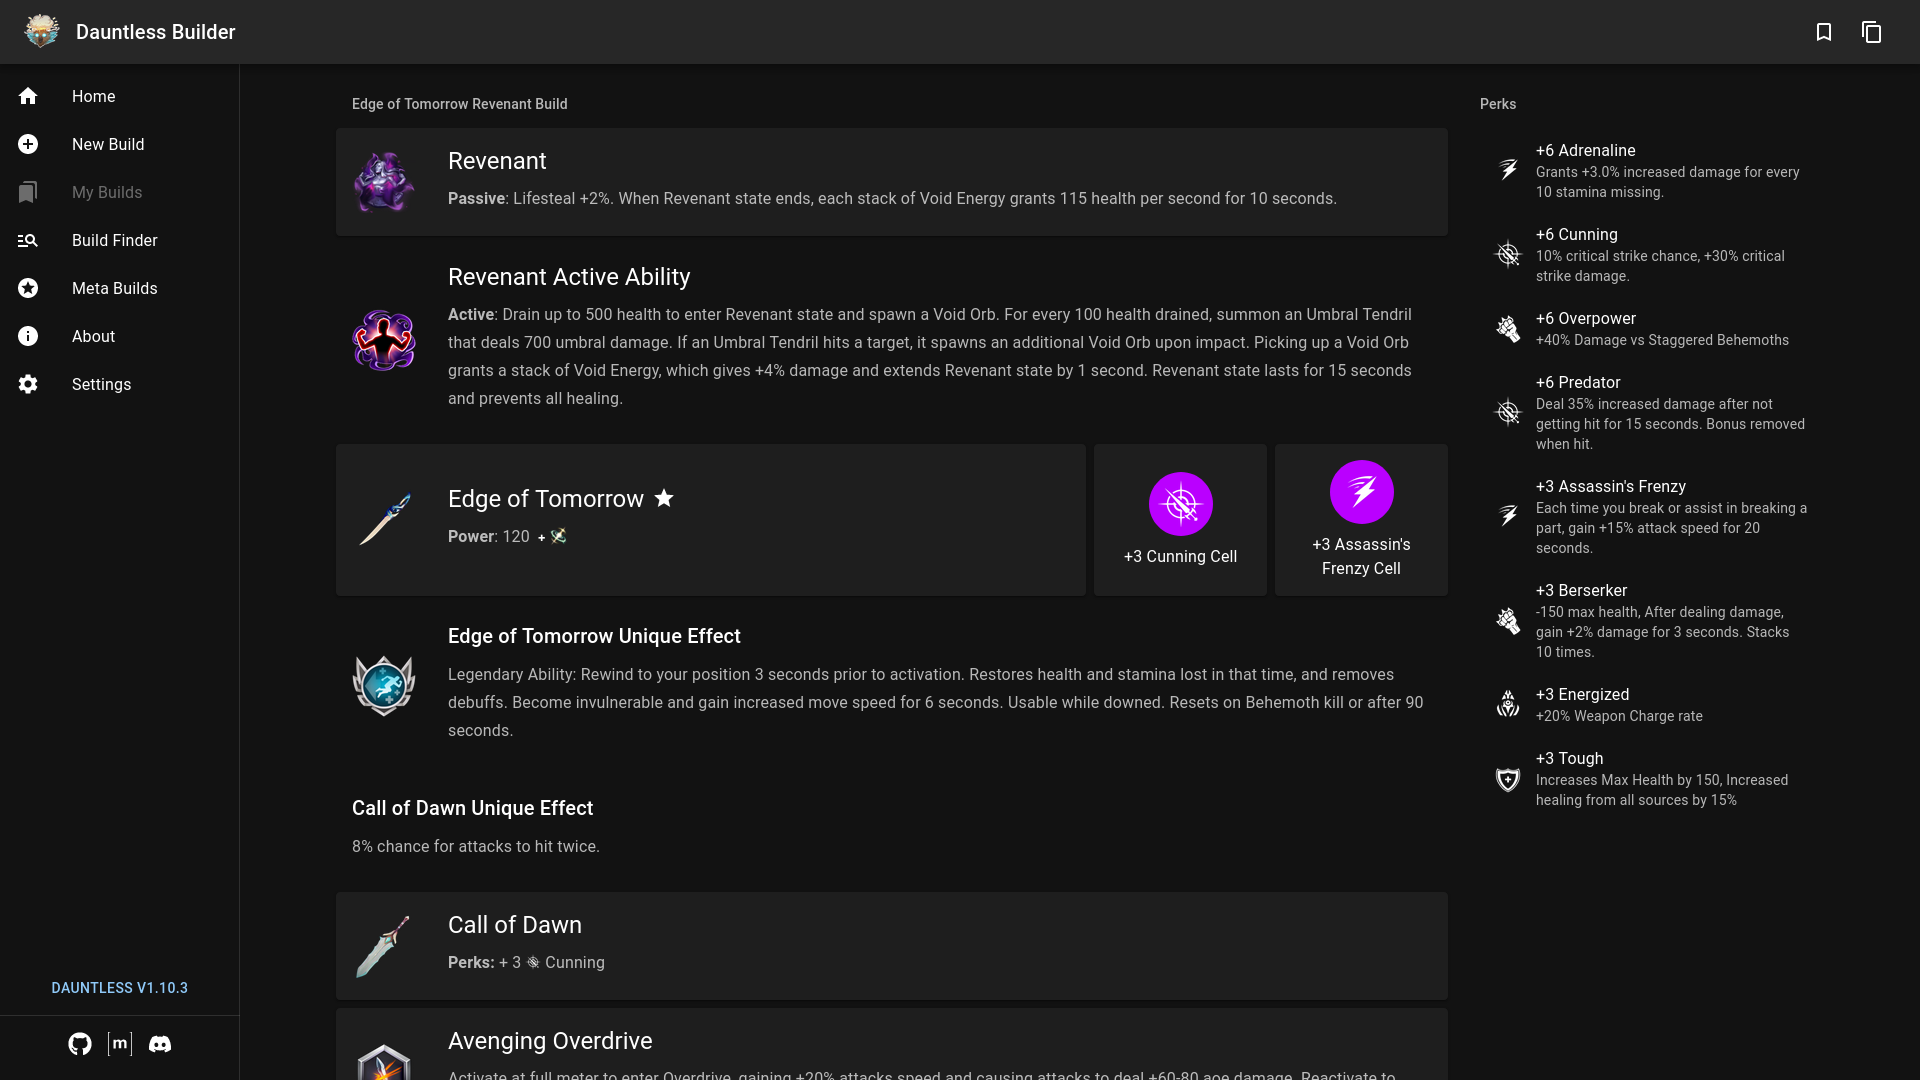 Dauntless Builder
Home
New Build
My Builds
Build Finder
Meta Builds
About
Settings
DAUNTLESS V1.10.3
[m]
Edge of Tomorrow Revenant Build
Revenant
Passive: Lifesteal +2%. When Revenant state ends, each stack of Void Energy grants 115 health per second for 10 seconds.
Revenant Active Ability
Active: Drain up to 500 health to enter Revenant state and spawn a Void Orb. For every 100 health drained, summon an Umbral Tendril
that deals 700 umbral damage. If an Umbral Tendril hits a target, it spawns an additional Void Orb upon impact. Picking up a Void Orb
grants a stack of Void Energy, which gives +4% damage and extends Revenant state by 1 second. Revenant state lasts for 15 seconds
and prevents all healing.
Edge of Tomorrow
Power: 120 +
+3 Cunning Cell
+3 Assassin's
Frenzy Cell
Edge of Tomorrow Unique Effect
Legendary Ability: Rewind to your position 3 seconds prior to activation. Restores health and stamina lost in that time, and removes
debuffs. Become invulnerable and gain increased move speed for 6 seconds. Usable while downed. Resets on Behemoth kill or after 90
seconds.
Call of Dawn Unique Effect
8% chance for attacks to hit twice.
Call of Dawn
Perks: + 3 Cunning
Avenging Overdrive
Activate at full meter to enter Overdrive, gaining +20% attacks speed and causing attacks to deal +60-80 aoe damage. Reactivate to
Perks
+6 Adrenaline
Grants +3.0% increased damage for every
10 stamina missing.
+6 Cunning
10% critical strike chance, +30% critical
strike damage.
+6 Overpower
+40% Damage vs Staggered Behemoths
+6 Predator
Deal 35% increased damage after not
getting hit for 15 seconds. Bonus removed
when hit.
+3 Assassin's Frenzy
Each time you break or assist in breaking a
part, gain +15% attack speed for 20
seconds.
+3 Berserker
-150 max health, After dealing damage,
gain +2% damage for 3 seconds. Stacks
10 times.
+3 Energized
+20% Weapon Charge rate
+3 Tough
Increases Max Health by 150, Increased
healing from all sources by 15%